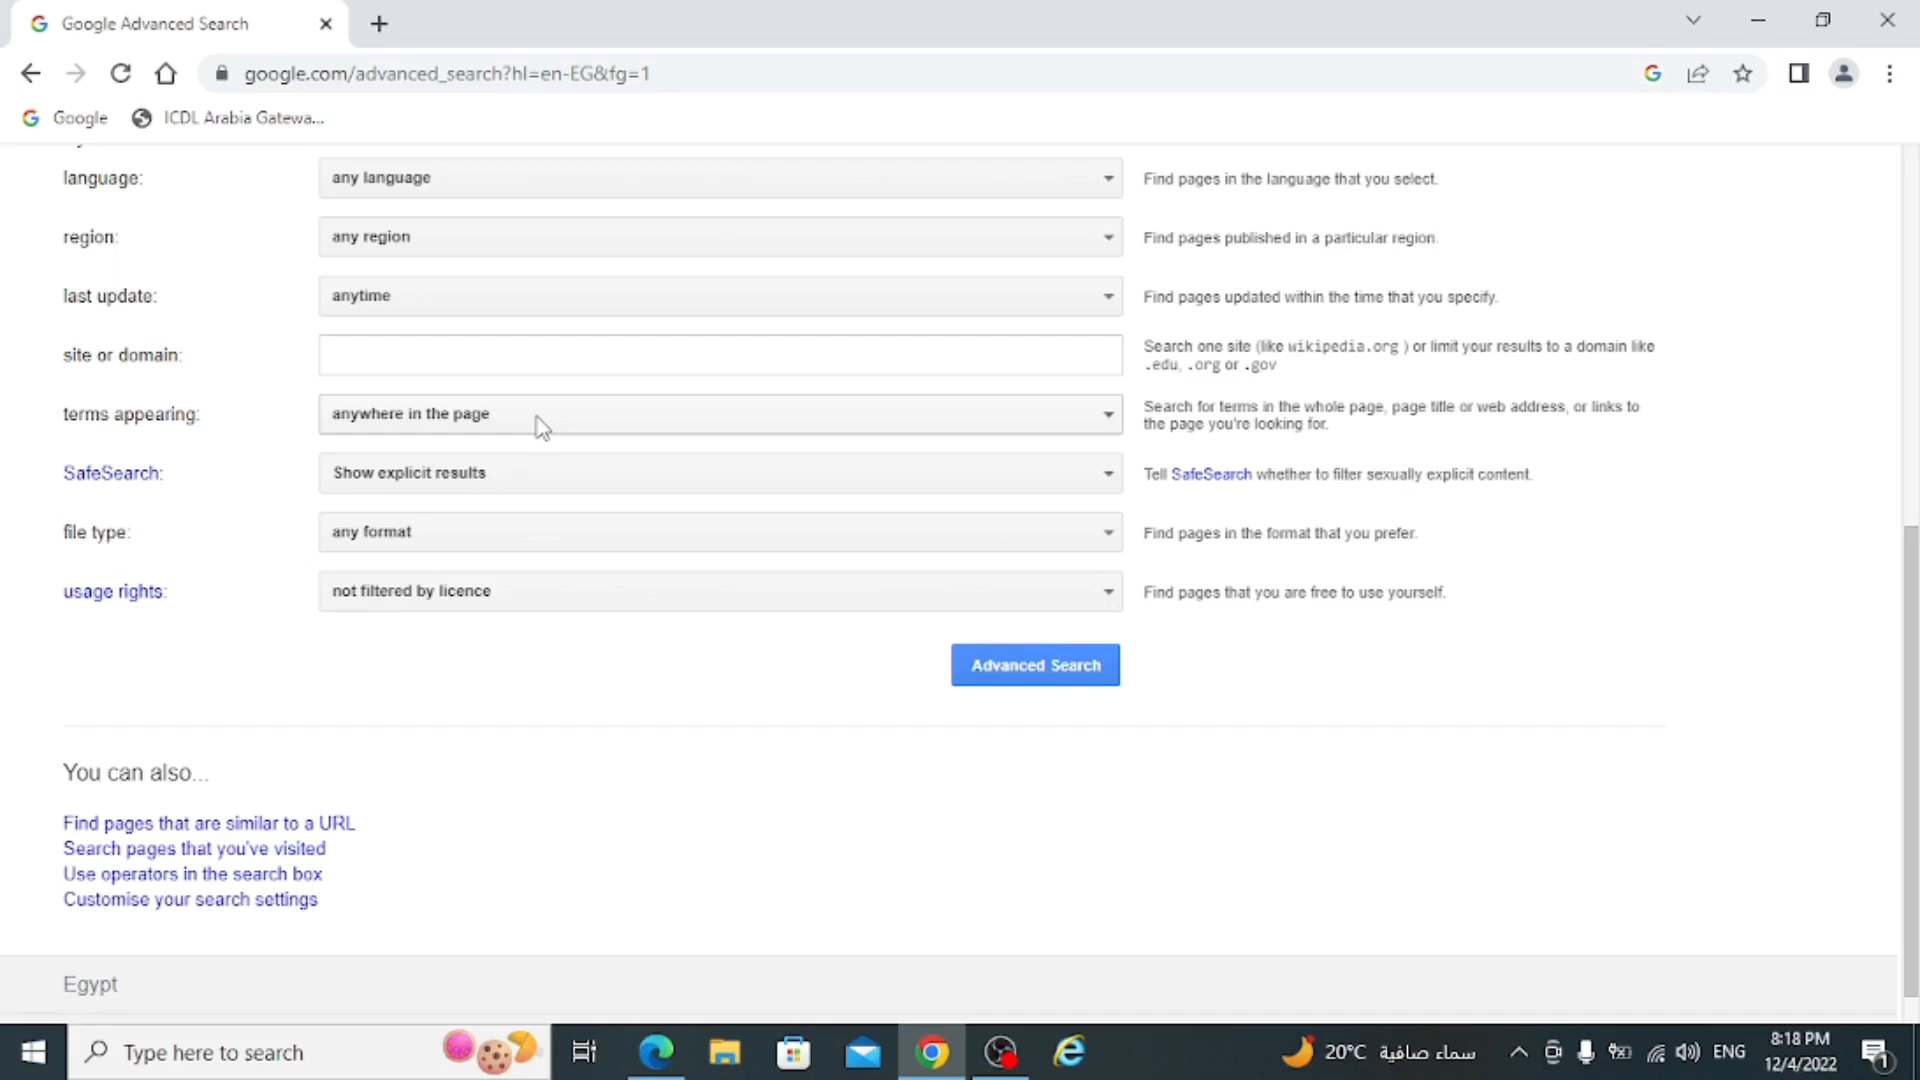 Google Advanced Search
google.com/advanced_search?hl=en-EG&fg=1
Google
ICDL Arabia Gatewa...
language:
any language
Find pages in the language that you select.
region:
any region
Find pages published in a particular region.
last update:
anytime
Find pages updated within the time that you specify.
site or domain:
Search one site (like wikipedia.org ) or limit your results to a domain like
.edu, .org or .gov
terms appearing:
anywhere in the page
Search for terms in the whole page, page title or web address, or links to
the page you're looking for.
SafeSearch:
Show explicit results
Tell SafeSearch whether to filter sexually explicit content.
file type:
any format
Find pages in the format that you prefer.
usage rights:
not filtered by licence
Find pages that you are free to use yourself.
Advanced Search
You can also...
Find pages that are similar to a URL
Search pages that you've visited
Use operators in the search box
Customise your search settings
Egypt
Type here to search
20°C سماء صافية
ENG
8:18 PM
12/4/2022
1